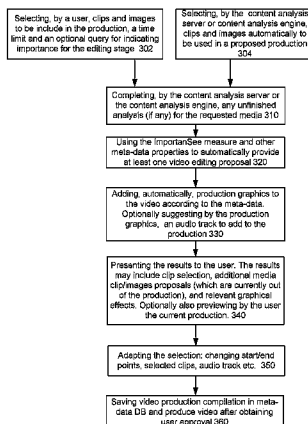 Selecting, by a user, clips and images
to be include in the production, a time
limit and an optional query for indicating
importance for the editing stage 302
Selecting, by the content analysis
server or content analysis engine,
clips and images automatically to
be used in a proposed production
304
Completing, by the content analysis server or
the content analysis engine, any unfinished
analysis (if any) for the requested media 310
Using the ImportanSee measure and other
meta-data properties to automatically provide
at least one video editing proposal 320
Adding, automatically, production graphics to
the video according to the meta-data.
Optionally suggesting by the production
graphics, an audio track to add to the
production 330
Presenting the results to the user. The results
may include clip selection, additional media
clip/images proposals (which are currently out
of the production), and relevant graphical
effects. Optionally also previewing by the user
the current production. 340
Adapting the selection: changing start/end
points, selected clips, audio track etc. 350
Saving video production compilation in meta-
data DB and produce video after obtaining
user approval 360